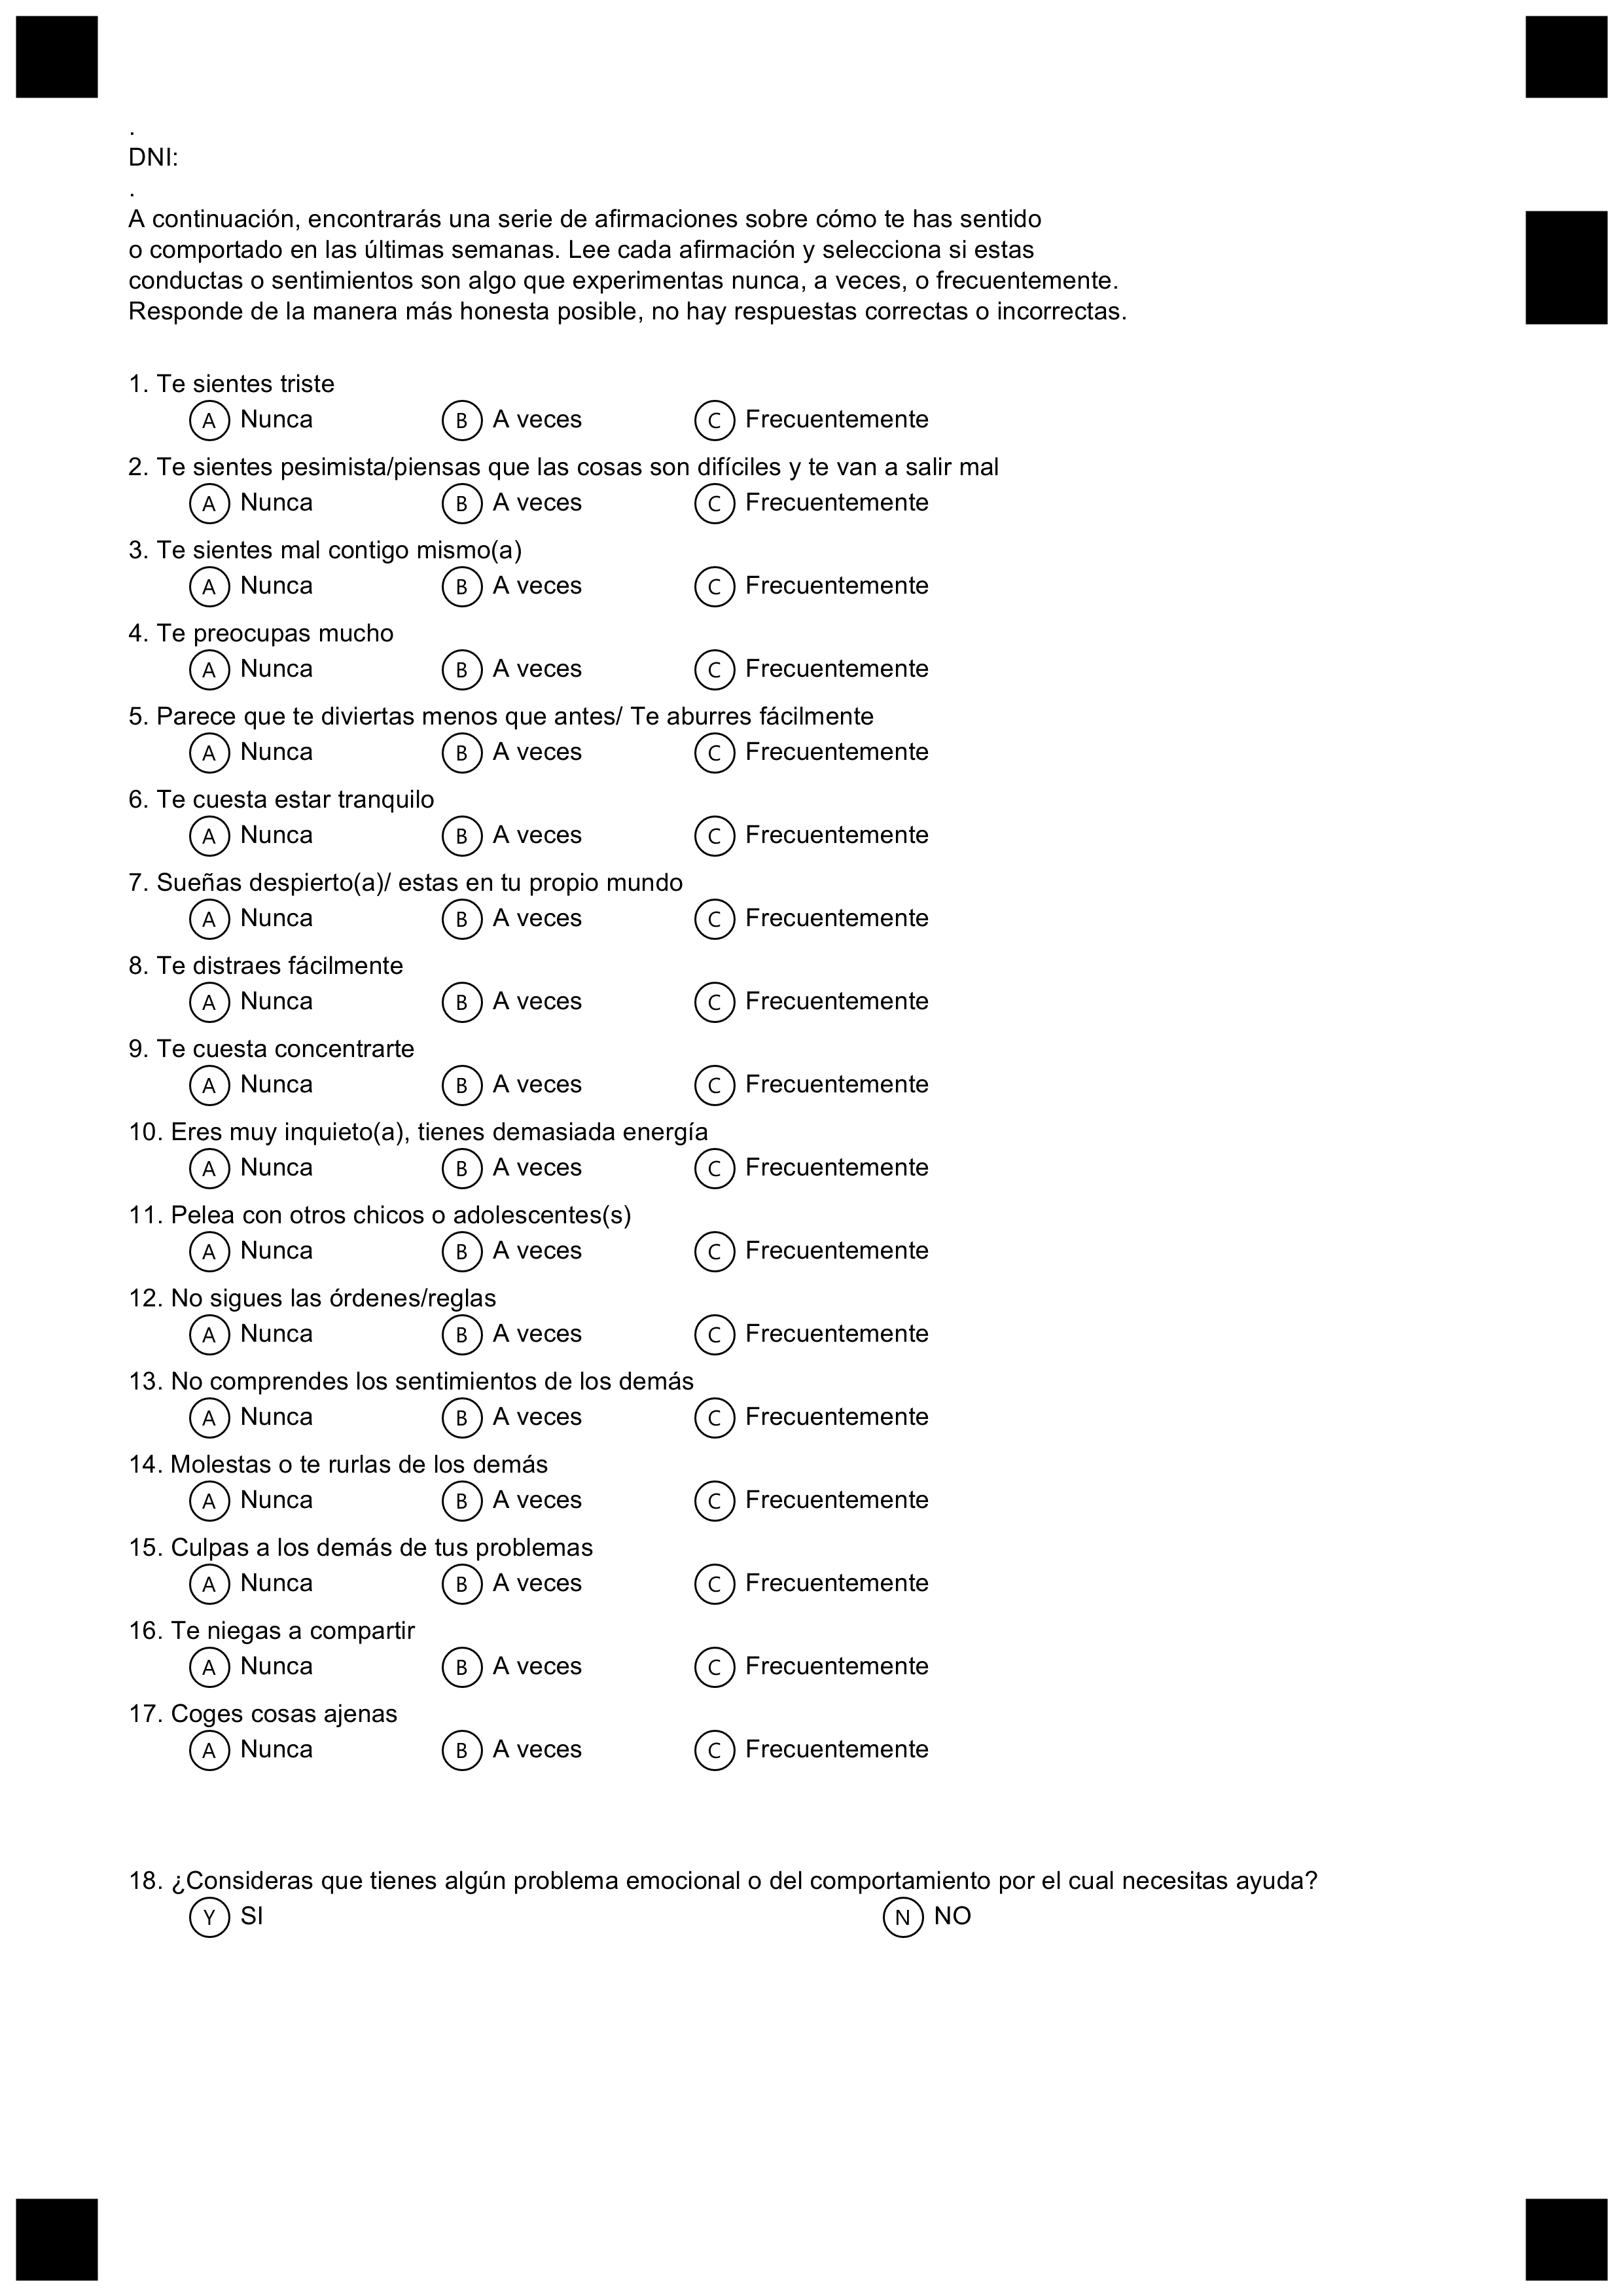 .
DNI:
.
A continuación, encontrarás una serie de afirmaciones sobre cómo te has sentido
o comportado en las últimas semanas. Lee cada afirmación y selecciona si estas
conductas o sentimientos son algo que experimentas nunca, a veces, o frecuentemente.
Responde de la manera más honesta posible, no hay respuestas correctas o incorrectas.
1. Te sientes triste
A Nunca B A veces C Frecuentemente
2. Te sientes pesimista/piensas que las cosas son difíciles y te van a salir mal
A Nunca B A veces C Frecuentemente
3. Te sientes mal contigo mismo(a)
A Nunca B A veces C Frecuentemente
4. Te preocupas mucho
A Nunca B A veces C Frecuentemente
5. Parece que te diviertas menos que antes/ Te aburres fácilmente
A Nunca B A veces C Frecuentemente
6. Te cuesta estar tranquilo
A Nunca B A veces C Frecuentemente
7. Sueñas despierto(a)/ estas en tu propio mundo
A Nunca B A veces C Frecuentemente
8. Te distraes fácilmente
A Nunca B A veces C Frecuentemente
9. Te cuesta concentrarte
A Nunca B A veces C Frecuentemente
10. Eres muy inquieto(a), tienes demasiada energía
A Nunca B A veces C Frecuentemente
11. Pelea con otros chicos o adolescentes(s)
A Nunca B A veces C Frecuentemente
12. No sigues las órdenes/reglas
A Nunca B A veces C Frecuentemente
13. No comprendes los sentimientos de los demás
A Nunca B A veces C Frecuentemente
14. Molestas o te rurlas de los demás
A Nunca B A veces C Frecuentemente
15. Culpas a los demás de tus problemas
A Nunca B A veces C Frecuentemente
16. Te niegas a compartir
A Nunca B A veces C Frecuentemente
17. Coges cosas ajenas
A Nunca B A veces C Frecuentemente
18. ¿Consideras que tienes algún problema emocional o del comportamiento por el cual necesitas ayuda?
Y SI N NO